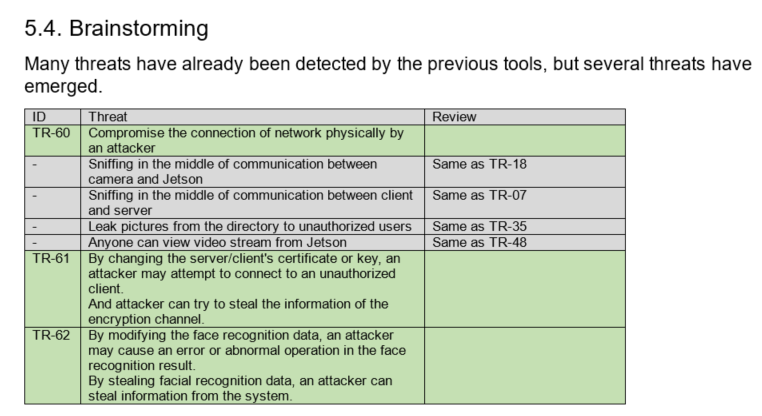 5.4. Brainstorming
Many threats have already been detected by the previous tools, but several threats have
emerged.
ID Threat Review
TR-60 Compromise the connection of network physically by
an attacker
- Sniffing in the middle of communication between Same as TR-18
camera and Jetson
- Sniffing in the middle of communication between client Same as TR-07
and server
- Leak pictures from the directory to unauthorized users Same as TR-35
- Anyone can view video stream from Jetson Same as TR-48
TR-61 By changing the server/client's certificate or key, an
attacker may attempt to connect to an unauthorized
client.
And attacker can try to steal the information of the
encryption channel.
TR-62 By modifying the face recognition data, an attacker
may cause an error or abnormal operation in the face
recognition result.
By stealing facial recognition data, an attacker can
steal information from the system.